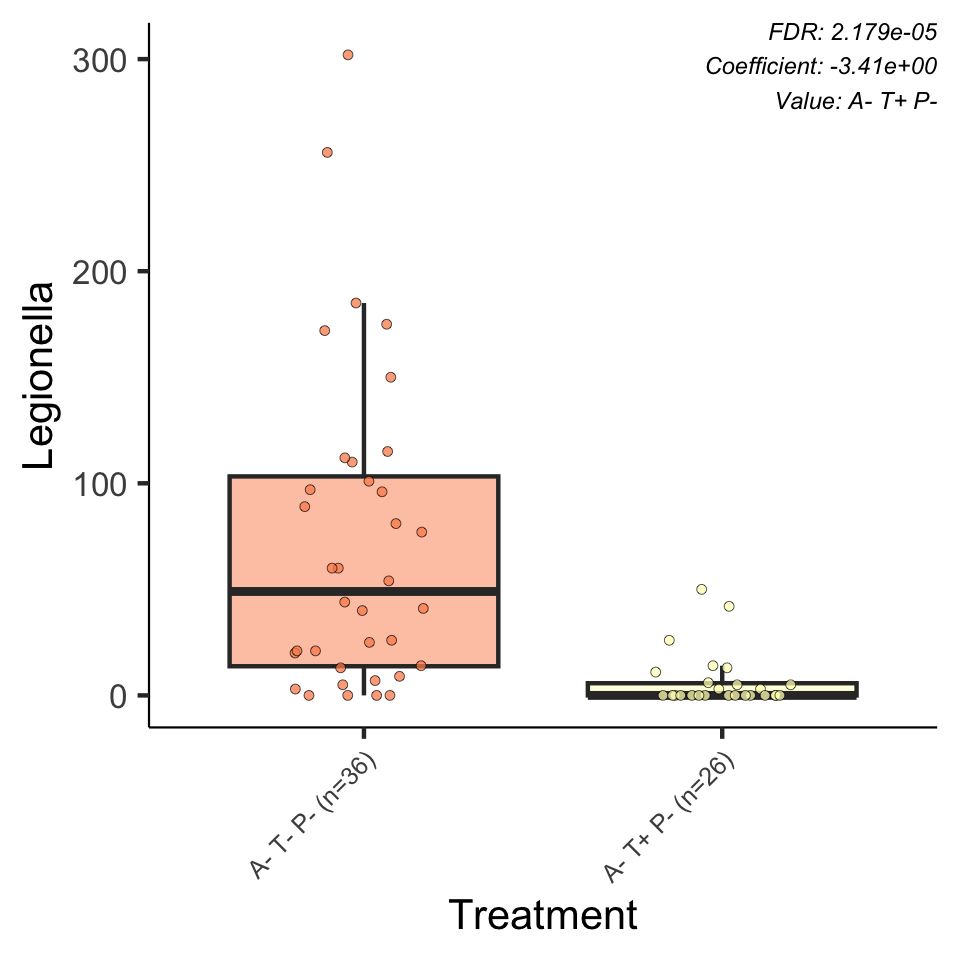 FDR: 2.179e-05
Coefficient: -3.41e+00
Value: A- T+ P-
300
200
100
0
Legionella
A- T- P- (n=36)
A- T+ P- (n=26)
Treatment